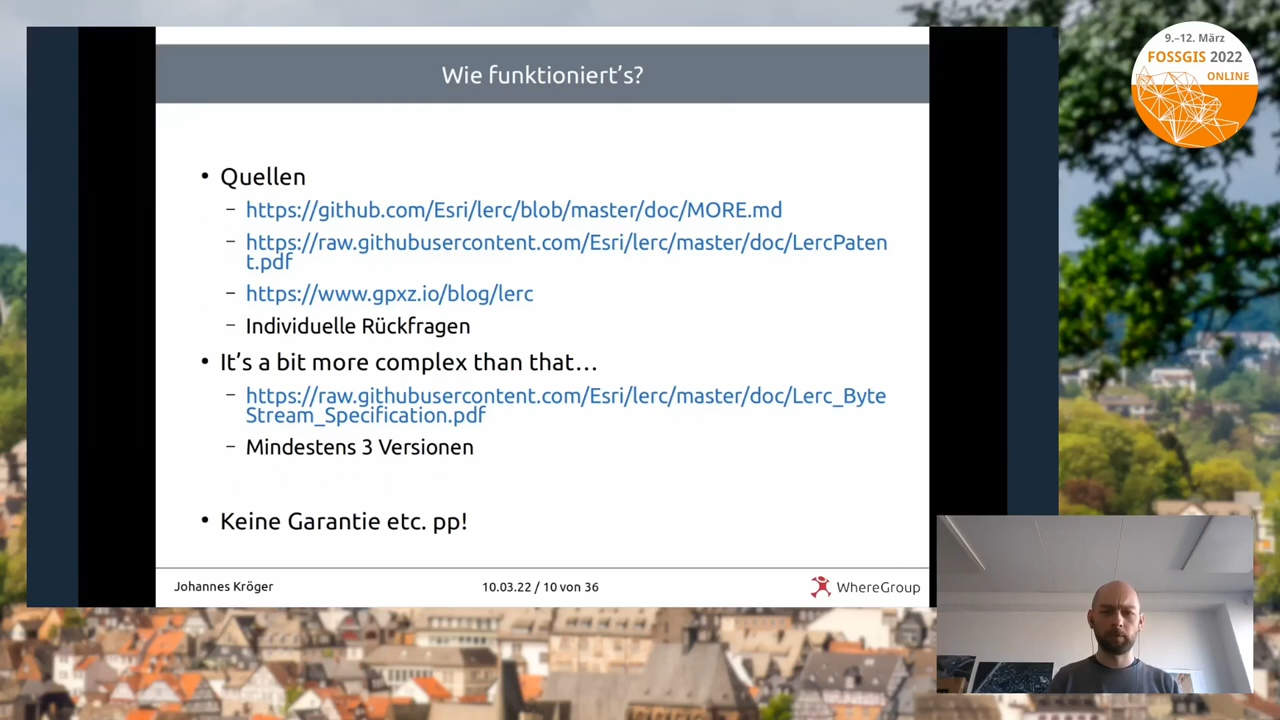 Wie funktioniert's?
• Quellen
– https://github.com/Esri/lerc/blob/master/doc/MORE.md
– https://raw.githubusercontent.com/Esri/lerc/master/doc/LercPaten
t.pdf
– https://www.gpxz.io/blog/lerc
– Individuelle Rückfragen
• It's a bit more complex than that…
– https://raw.githubusercontent.com/Esri/lerc/master/doc/Lerc_Byte
Stream_Specification.pdf
– Mindestens 3 Versionen
• Keine Garantie etc. pp!
Johannes Kröger
10.03.22 / 10 von 36
WhereGroup
9.–12. März
FOSSGIS 2022
ONLINE